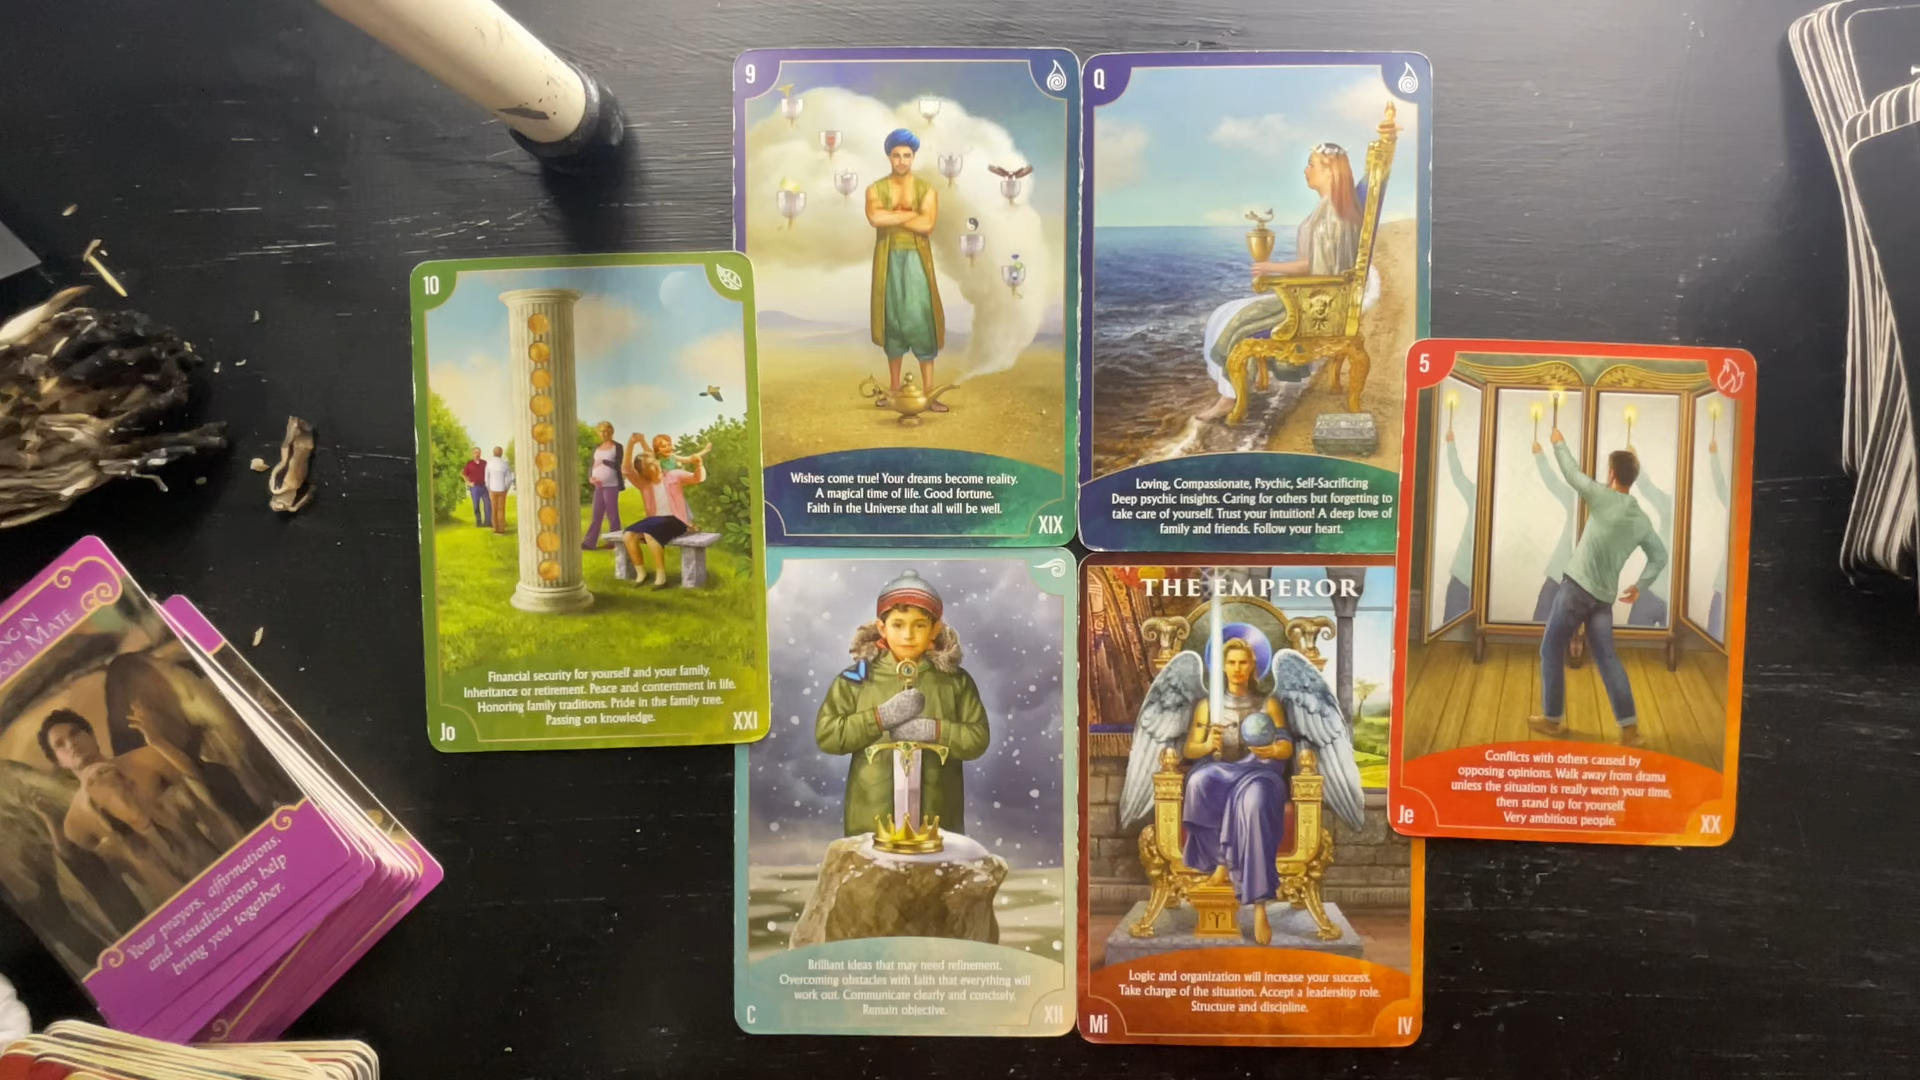 9
Wishes come true! Your dreams become reality.
A magical time of life. Good fortune.
Faith in the Universe that all will be well.
XIX
Q
Loving, Compassionate, Psychic, Self-Sacrificing
Deep psychic insights. Caring for others but forgetting to
take care of yourself. Trust your intuition! A deep love of
family and friends. Follow your heart.
10
Financial security for yourself and your family.
Inheritance or retirement. Peace and contentment in life.
Honoring family traditions. Pride in the family tree.
Passing on knowledge.
Jo
XXI
5
Conflicts with others caused by
opposing opinions. Walk away from drama
unless the situation is really worth your time,
then stand up for yourself.
Very ambitious people.
Je
XX
Brilliant ideas that may need refinement.
Overcoming obstacles with faith that everything will
work out. Communicate clearly and concisely.
Remain objective.
C
XII
THE EMPEROR
Logic and organization will increase your success.
Take charge of the situation. Accept a leadership role.
Structure and discipline.
Mi
IV
IN
MATE
Your prayers, affirmations,
and visualizations help
bring you together.